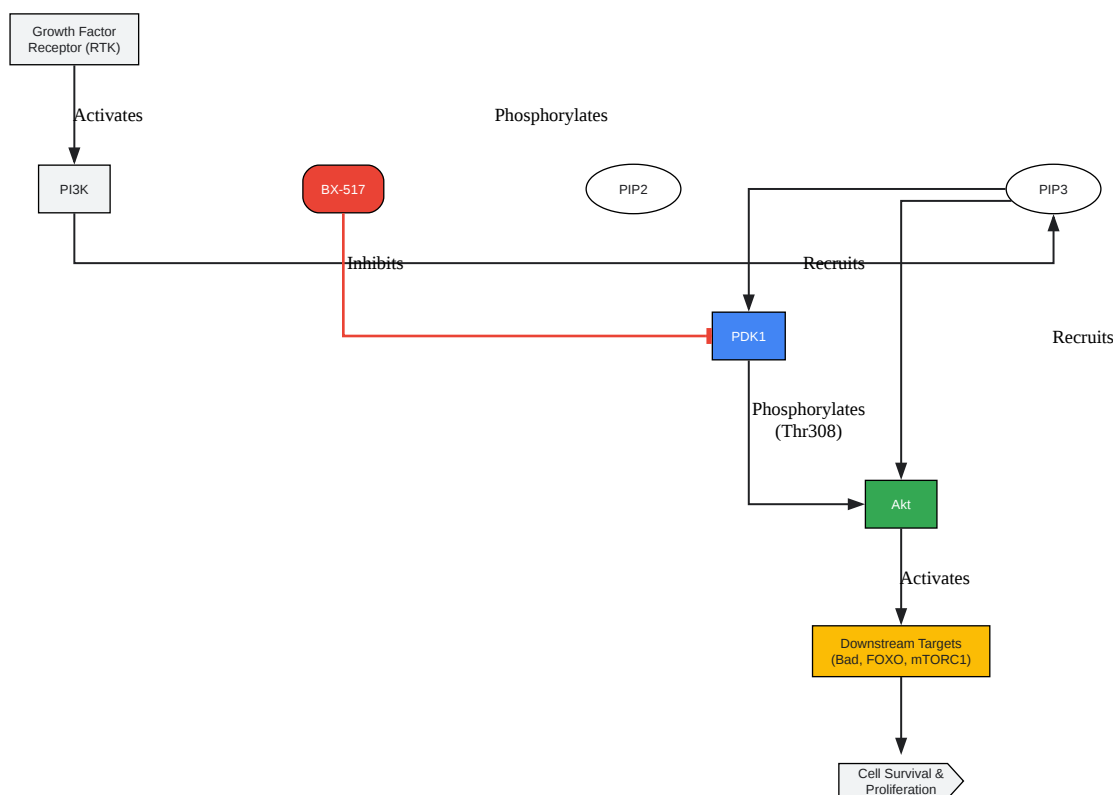 Growth Factor
Receptor (RTK)
Activates
Phosphorylates
PI3K
BX-517
PIP2
PIP3
Inhibits
Recruits
PDK1
Recruits
Phosphorylates
(Thr308)
Akt
Activates
Downstream Targets
(Bad, FOXO, mTORC1)
Cell Survival &
Proliferation